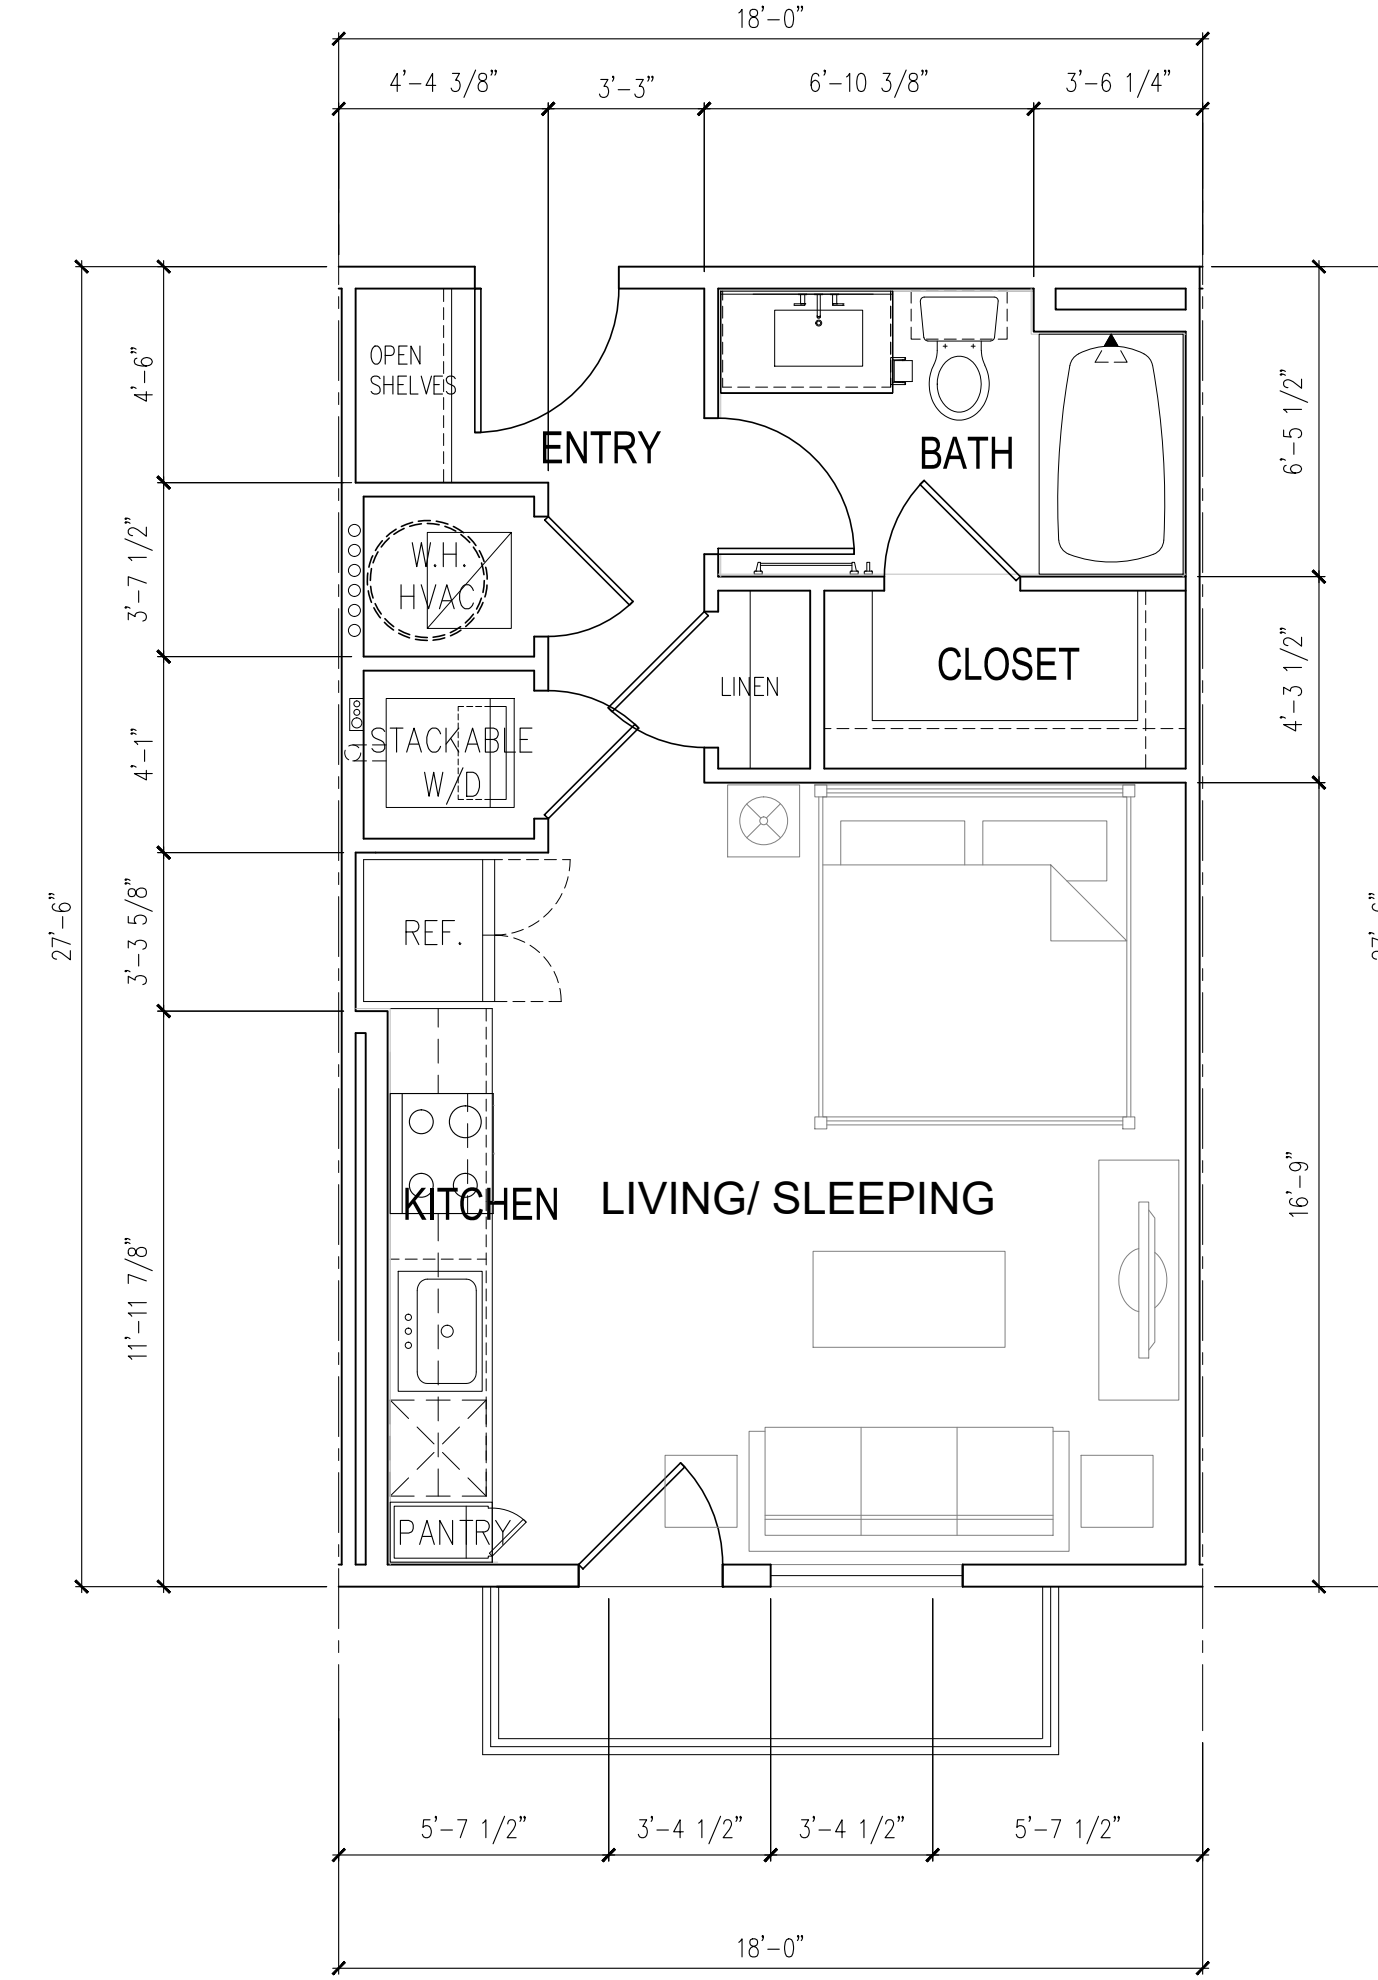 18'-0"
4'-4 3/8"
3'-3"
6'-10 3/8"
3'-6 1/4"
4'-6"
3'-7 1/2"
4'-1"
3'-3 5/8"
11'-11 7/8"
27'-6"
OPEN
SHELVES
ENTRY
BATH
W.H.
HVAC
CLOSET
LINEN
STACKABLE
W/D
REF.
KITCHEN
LIVING/ SLEEPING
PANTRY
6'-5 1/2"
4'-3 1/2"
16'-9"
5'-7 1/2"
3'-4 1/2"
3'-4 1/2"
5'-7 1/2"
18'-0"